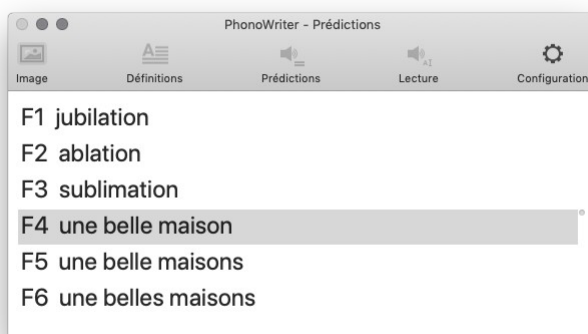 PhonoWriter - Prédictions
Image Définitions Prédictions Lecture Configuration
F1 jubilation
F2 ablation
F3 sublimation
F4 une belle maison
F5 une belle maisons
F6 une belles maisons